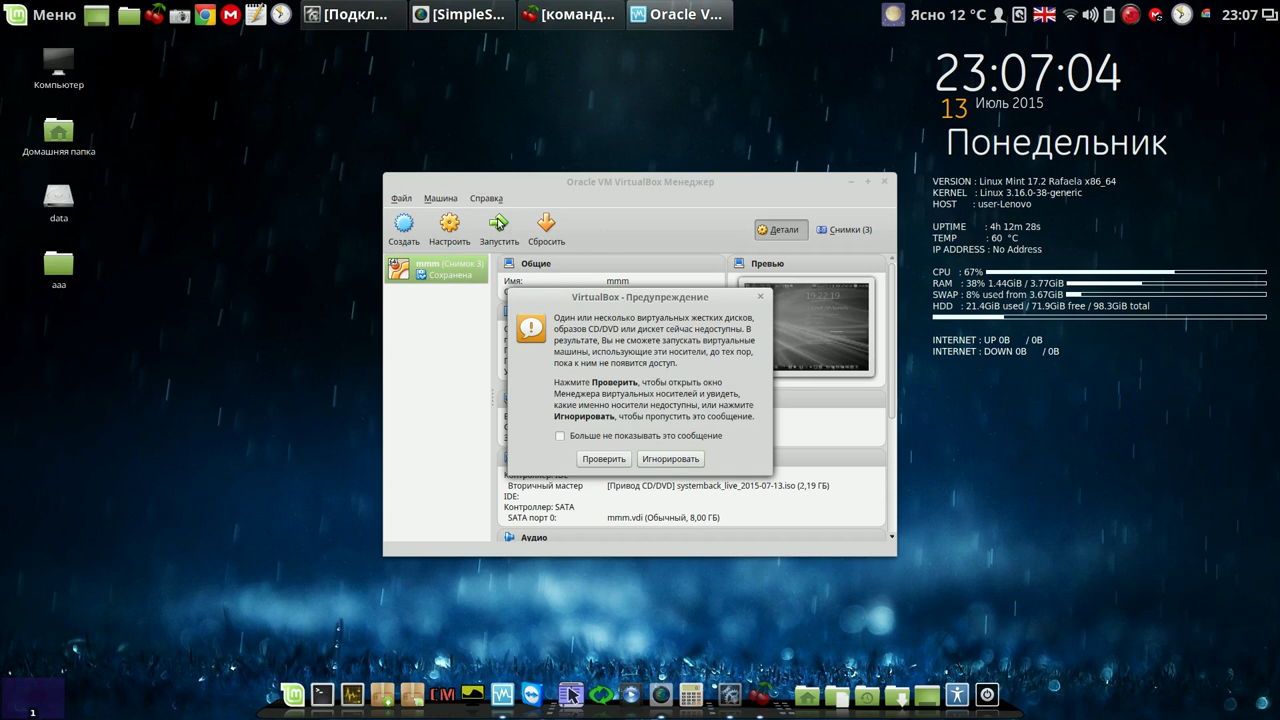 Меню
[Подкл...
[SimpleS...
[команд...
Oracle V...
Ясно 12 °C
23:07
Компьютер
Домашняя папка
data
aaa
23:07:04
13 Июль 2015
Понедельник
VERSION : Linux Mint 17.2 Rafaela x86_64
KERNEL : Linux 3.16.0-38-generic
HOST : user-Lenovo
UPTIME : 4h 12m 28s
TEMP : 60 °C
IP ADDRESS : No Address
CPU : 67%
RAM : 38% 1.44GiB / 3.77GiB
SWAP : 8% used from 3.67GiB
HDD : 21.4GiB used / 71.9GiB free / 98.3GiB total
INTERNET : UP 0B / 0B
INTERNET : DOWN 0B / 0B
Oracle VM VirtualBox Менеджер
Файл Машина Справка
Создать Настроить Запустить Сбросить
Детали
Снимки (3)
mmm (Снимок 3)
Сохранена
Общие
Превью
Имя: mmm
19:22:19
VirtualBox - Предупреждение
Один или несколько виртуальных жестких дисков,
образов CD/DVD или дискет сейчас недоступны. В
результате, Вы не сможете запускать виртуальные
машины, использующие эти носители, до тех пор,
пока к ним не появится доступ.
Нажмите Проверить, чтобы открыть окно
Менеджера виртуальных носителей и увидеть,
какие именно носители недоступны, или нажмите
Игнорировать, чтобы пропустить это сообщение.
Больше не показывать это сообщение
Проверить Игнорировать
Контроллер: IDE
Вторичный мастер [Привод CD/DVD] systemback_live_2015-07-13.iso (2,19 ГБ)
IDE:
Контроллер: SATA
SATA порт 0: mmm.vdi (Обычный, 8,00 ГБ)
Аудио
1